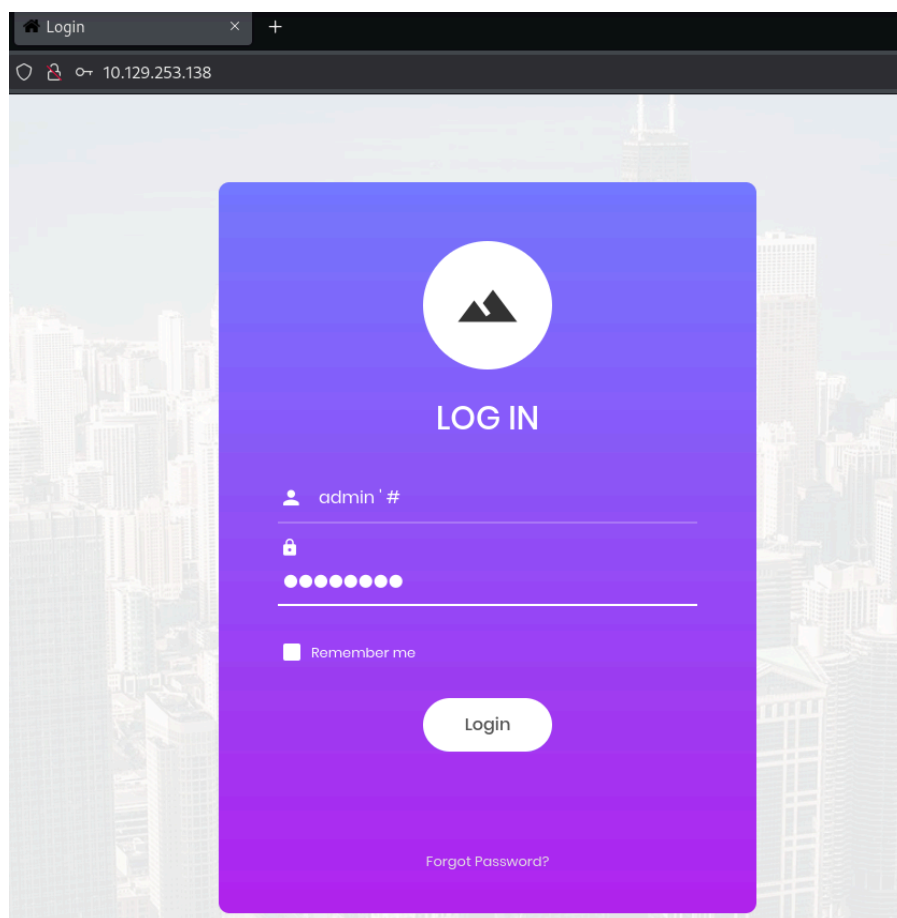 Login
10.129.253.138
LOG IN
admin ' #
Remember me
Login
Forgot Password?